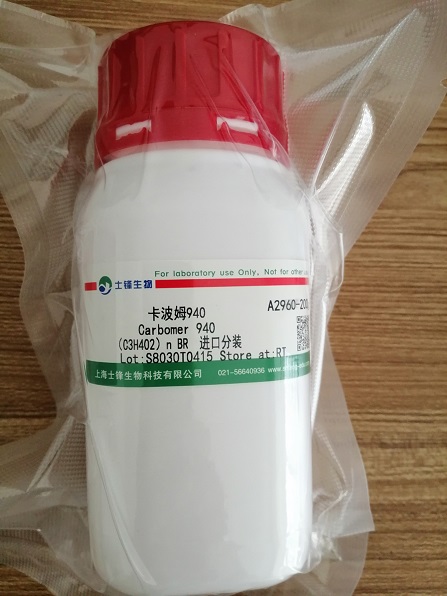 For laboratory use Only, Not for other
士锋生物
卡波姆940
A2960-200
Carbomer 940
(C3H4O2) n BR 进口分装
Lot:S8030T0415 Store at:RT
上海士锋生物科技有限公司 021-56640936